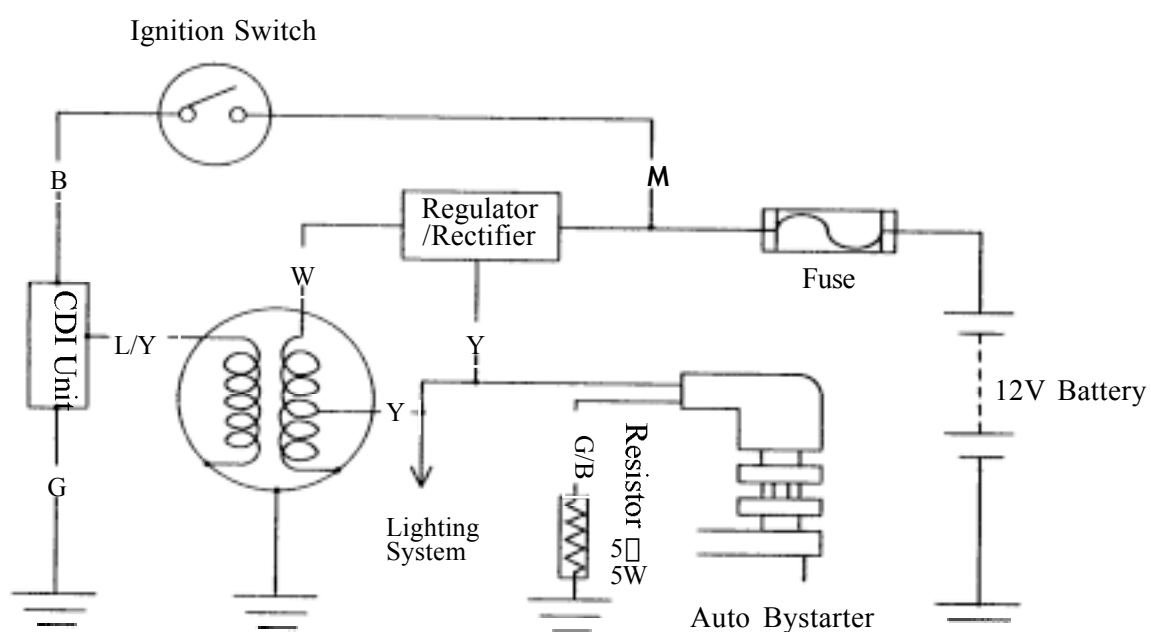 Ignition Switch
B
M
Regulator
/Rectifier
W
Fuse
CDI Unit
L/Y
Y
12V Battery
Y
G/B
Resistor
5□
5W
G
Lighting
System
Auto Bystarter